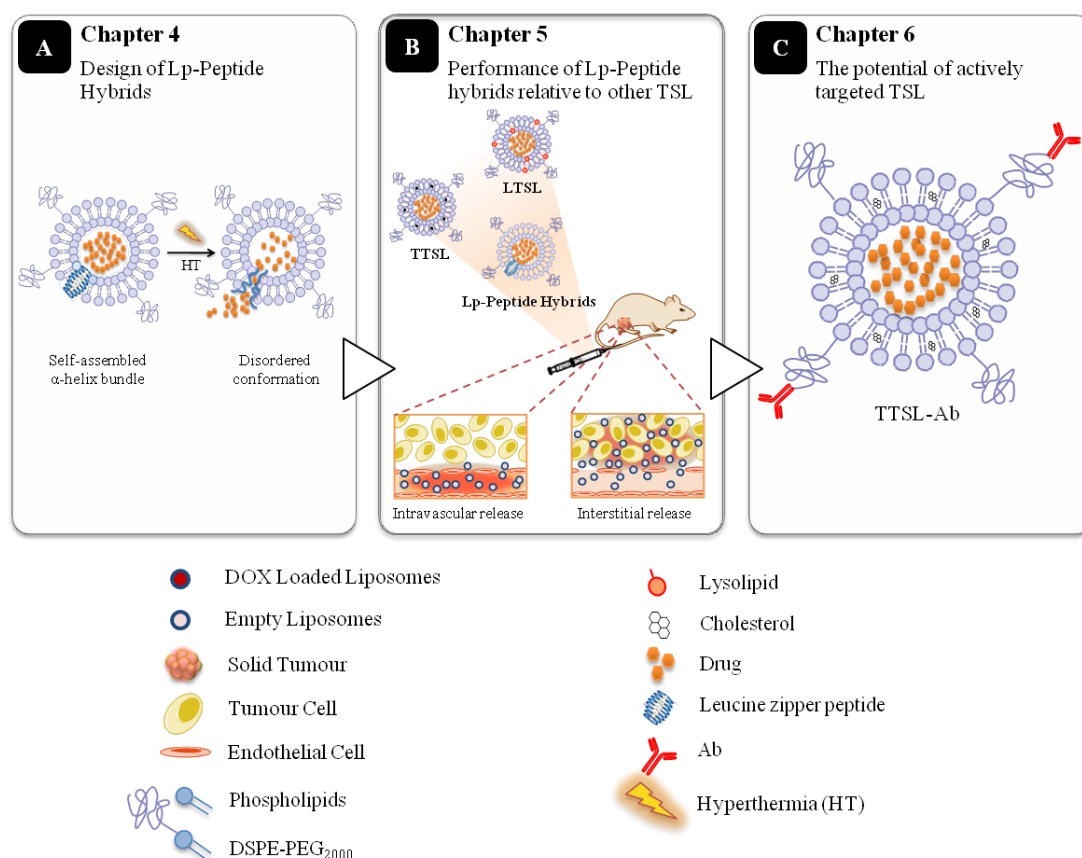 A
Chapter 4
Design of Lp-Peptide
Hybrids
HT
Self-assembled
α-helix bundle
Disordered
conformation
B
Chapter 5
Performance of Lp-Peptide
hybrids relative to other TSL
LTSL
TTSL
Lp-Peptide Hybrids
Intravascular release
Interstitial release
C
Chapter 6
The potential of actively
targeted TSL
TTSL-Ab
DOX Loaded Liposomes
Empty Liposomes
Solid Tumour
Tumour Cell
Endothelial Cell
Phospholipids
DSPE-PEG2000
Lysolipid
Cholesterol
Drug
Leucine zipper peptide
Ab
Hyperthermia (HT)